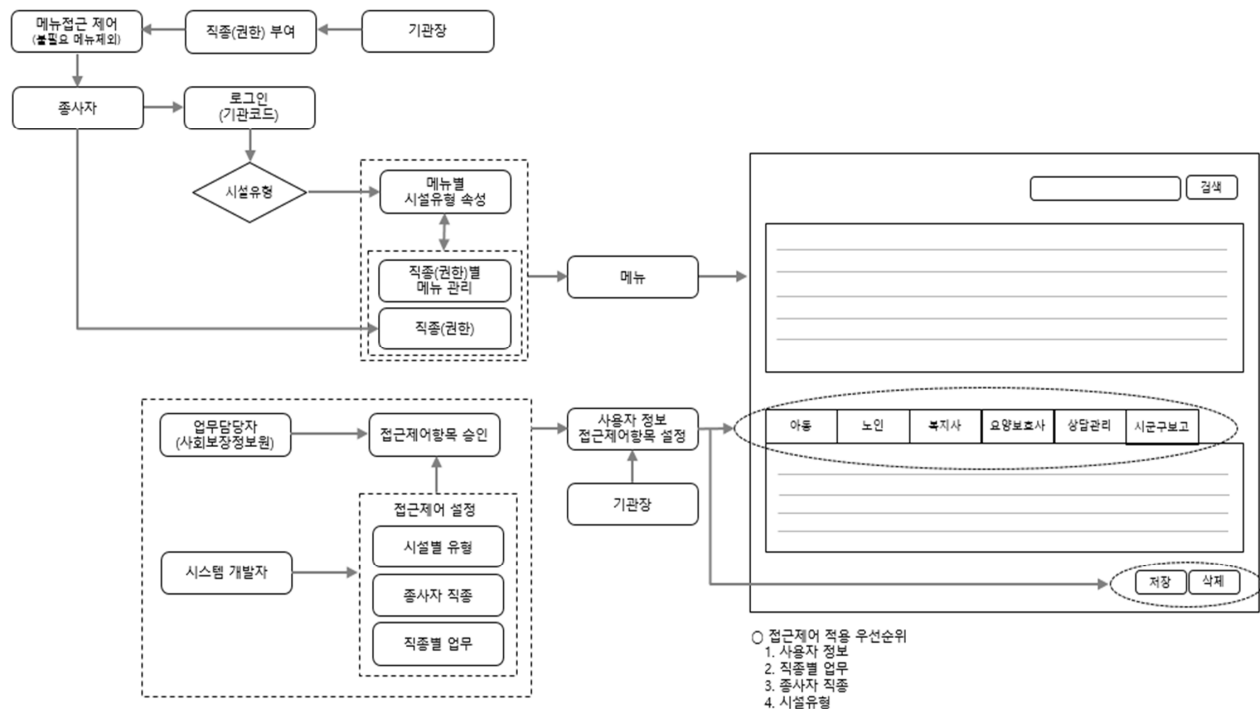 메뉴접근 제어
(불필요 메뉴제외)
직종(권한) 부여
기관장
종사자
로그인
(기관코드)
시설유형
메뉴별
시설유형 속성
직종(권한)별
메뉴 관리
직종(권한)
메뉴
검색
업무담당자
(사회보장정보원)
접근제어항목 승인
사용자 정보
접근제어항목 설정
기관장
아동
노인
복지사
요양보호사
상담관리
시군구보고
시스템 개발자
접근제어 설정
시설별 유형
종사자 직종
직종별 업무
저장
삭제
○ 접근제어 적용 우선순위
1. 사용자 정보
2. 직종별 업무
3. 종사자 직종
4. 시설유형